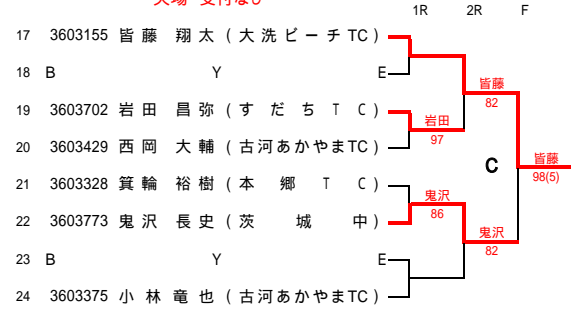 1R 2R F
17 3603155 皆藤 翔太 (大洗ビーチTC)
18 B Y E
皆藤
82
19 3603702 岩田 昌弥 (すだちTC)
岩田
97
20 3603429 西岡 大輔 (古河あかやまTC)
C
皆藤
98(5)
21 3603328 箕輪 裕樹 (本郷TC)
鬼沢
86
22 3603773 鬼沢 長史 (茨城中)
鬼沢
82
23 B Y E
24 3603375 小林 竜也 (古河あかやまTC)